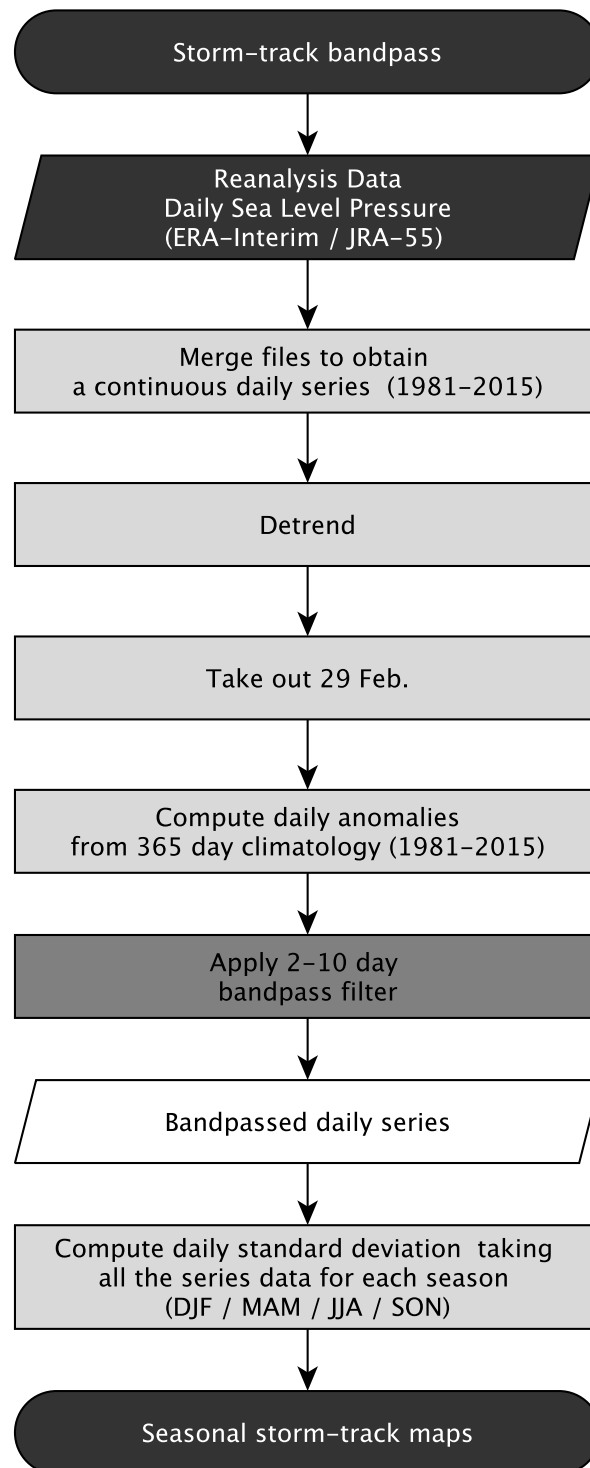 Storm-track bandpass
Reanalysis Data
Daily Sea Level Pressure
(ERA-Interim / JRA-55)
Merge files to obtain
a continuous daily series (1981-2015)
Detrend
Take out 29 Feb.
Compute daily anomalies
from 365 day climatology (1981-2015)
Apply 2-10 day
bandpass filter
Bandpassed daily series
Compute daily standard deviation taking
all the series data for each season
(DJF / MAM / JJA / SON)
Seasonal storm-track maps